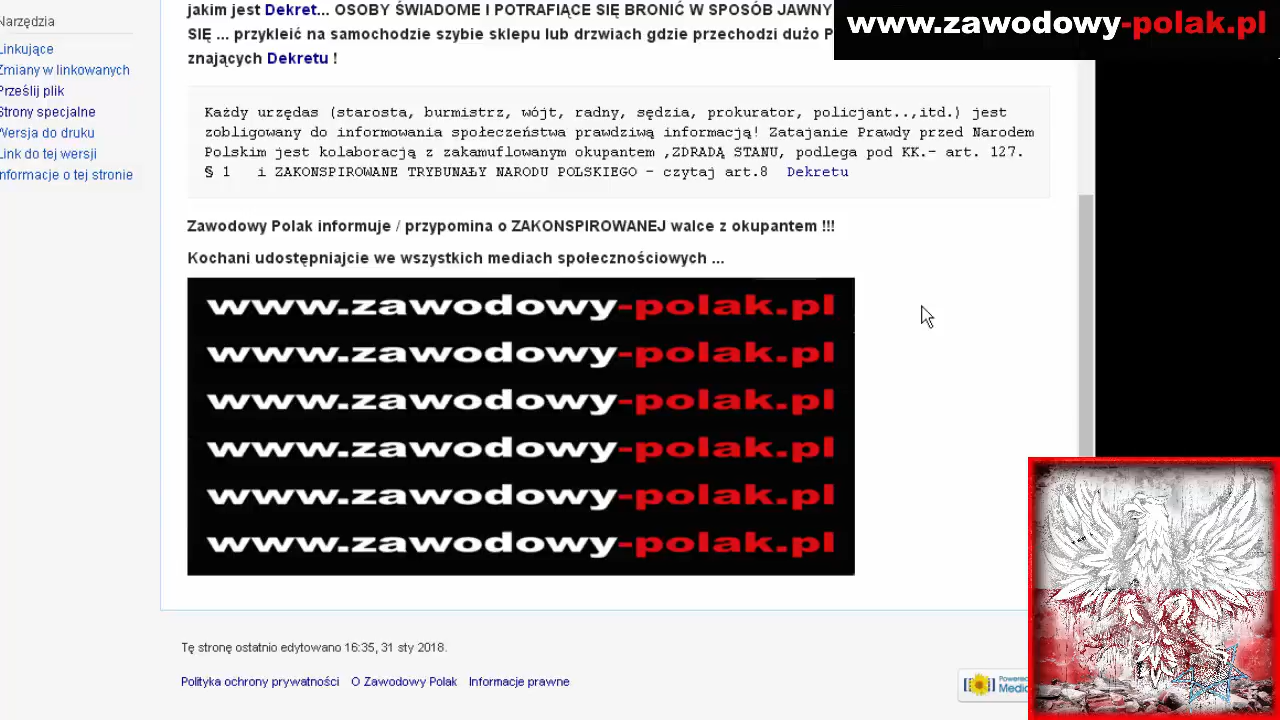 Narzędzia
Linkujące
Zmiany w linkowanych
Prześlij plik
Strony specjalne
Wersja do druku
Link do tej wersji
Informacje o tej stronie
jakim jest Dekret... OSOBY ŚWIADOME I POTRAFIĄCE SIĘ BRONIĆ W SPOSÓB JAWNY
SIĘ ... przykleić na samochodzie szybie sklepu lub drzwiach gdzie przechodzi dużo P
znających Dekretu !
www.zawodowy-polak.pl
Każdy urzędas (starosta, burmistrz, wójt, radny, sędzia, prokurator, policjant..,itd.) jest
zobligowany do informowania społeczeństwa prawdziwą informacją! Zatajanie Prawdy przed Narodem
Polskim jest kolaboracją z zakamuflowanym okupantem ,ZDRADĄ STANU, podlega pod KK.- art. 127.
§ 1 i ZAKONSPIROWANE TRYBUNAŁY NARODU POLSKIEGO - czytaj art.8 Dekretu
Zawodowy Polak informuje / przypomina o ZAKONSPIROWANEJ walce z okupantem !!!
Kochani udostępniajcie we wszystkich mediach społecznościowych ...
www.zawodowy-polak.pl
www.zawodowy-polak.pl
www.zawodowy-polak.pl
www.zawodowy-polak.pl
www.zawodowy-polak.pl
www.zawodowy-polak.pl
Tę stronę ostatnio edytowano 16:35, 31 sty 2018.
Polityka ochrony prywatności O Zawodowy Polak Informacje prawne